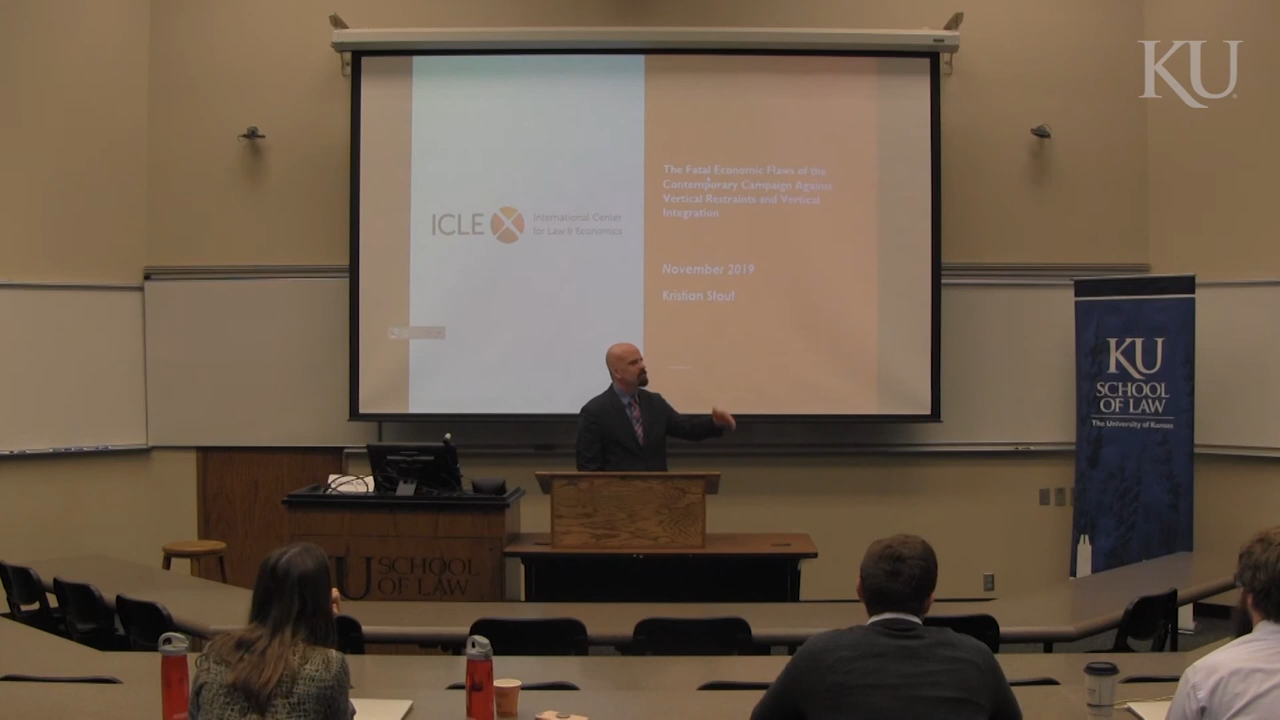 KU
The Fatal Economic Flaws of the
Contemporary Campaign Against
Vertical Restraints and Vertical
Integration
ICLE
International Center
for Law & Economics
November 2019
Kristian Stout
KU
SCHOOL
OF LAW
The University of Kansas
KU SCHOOL
OF LAW